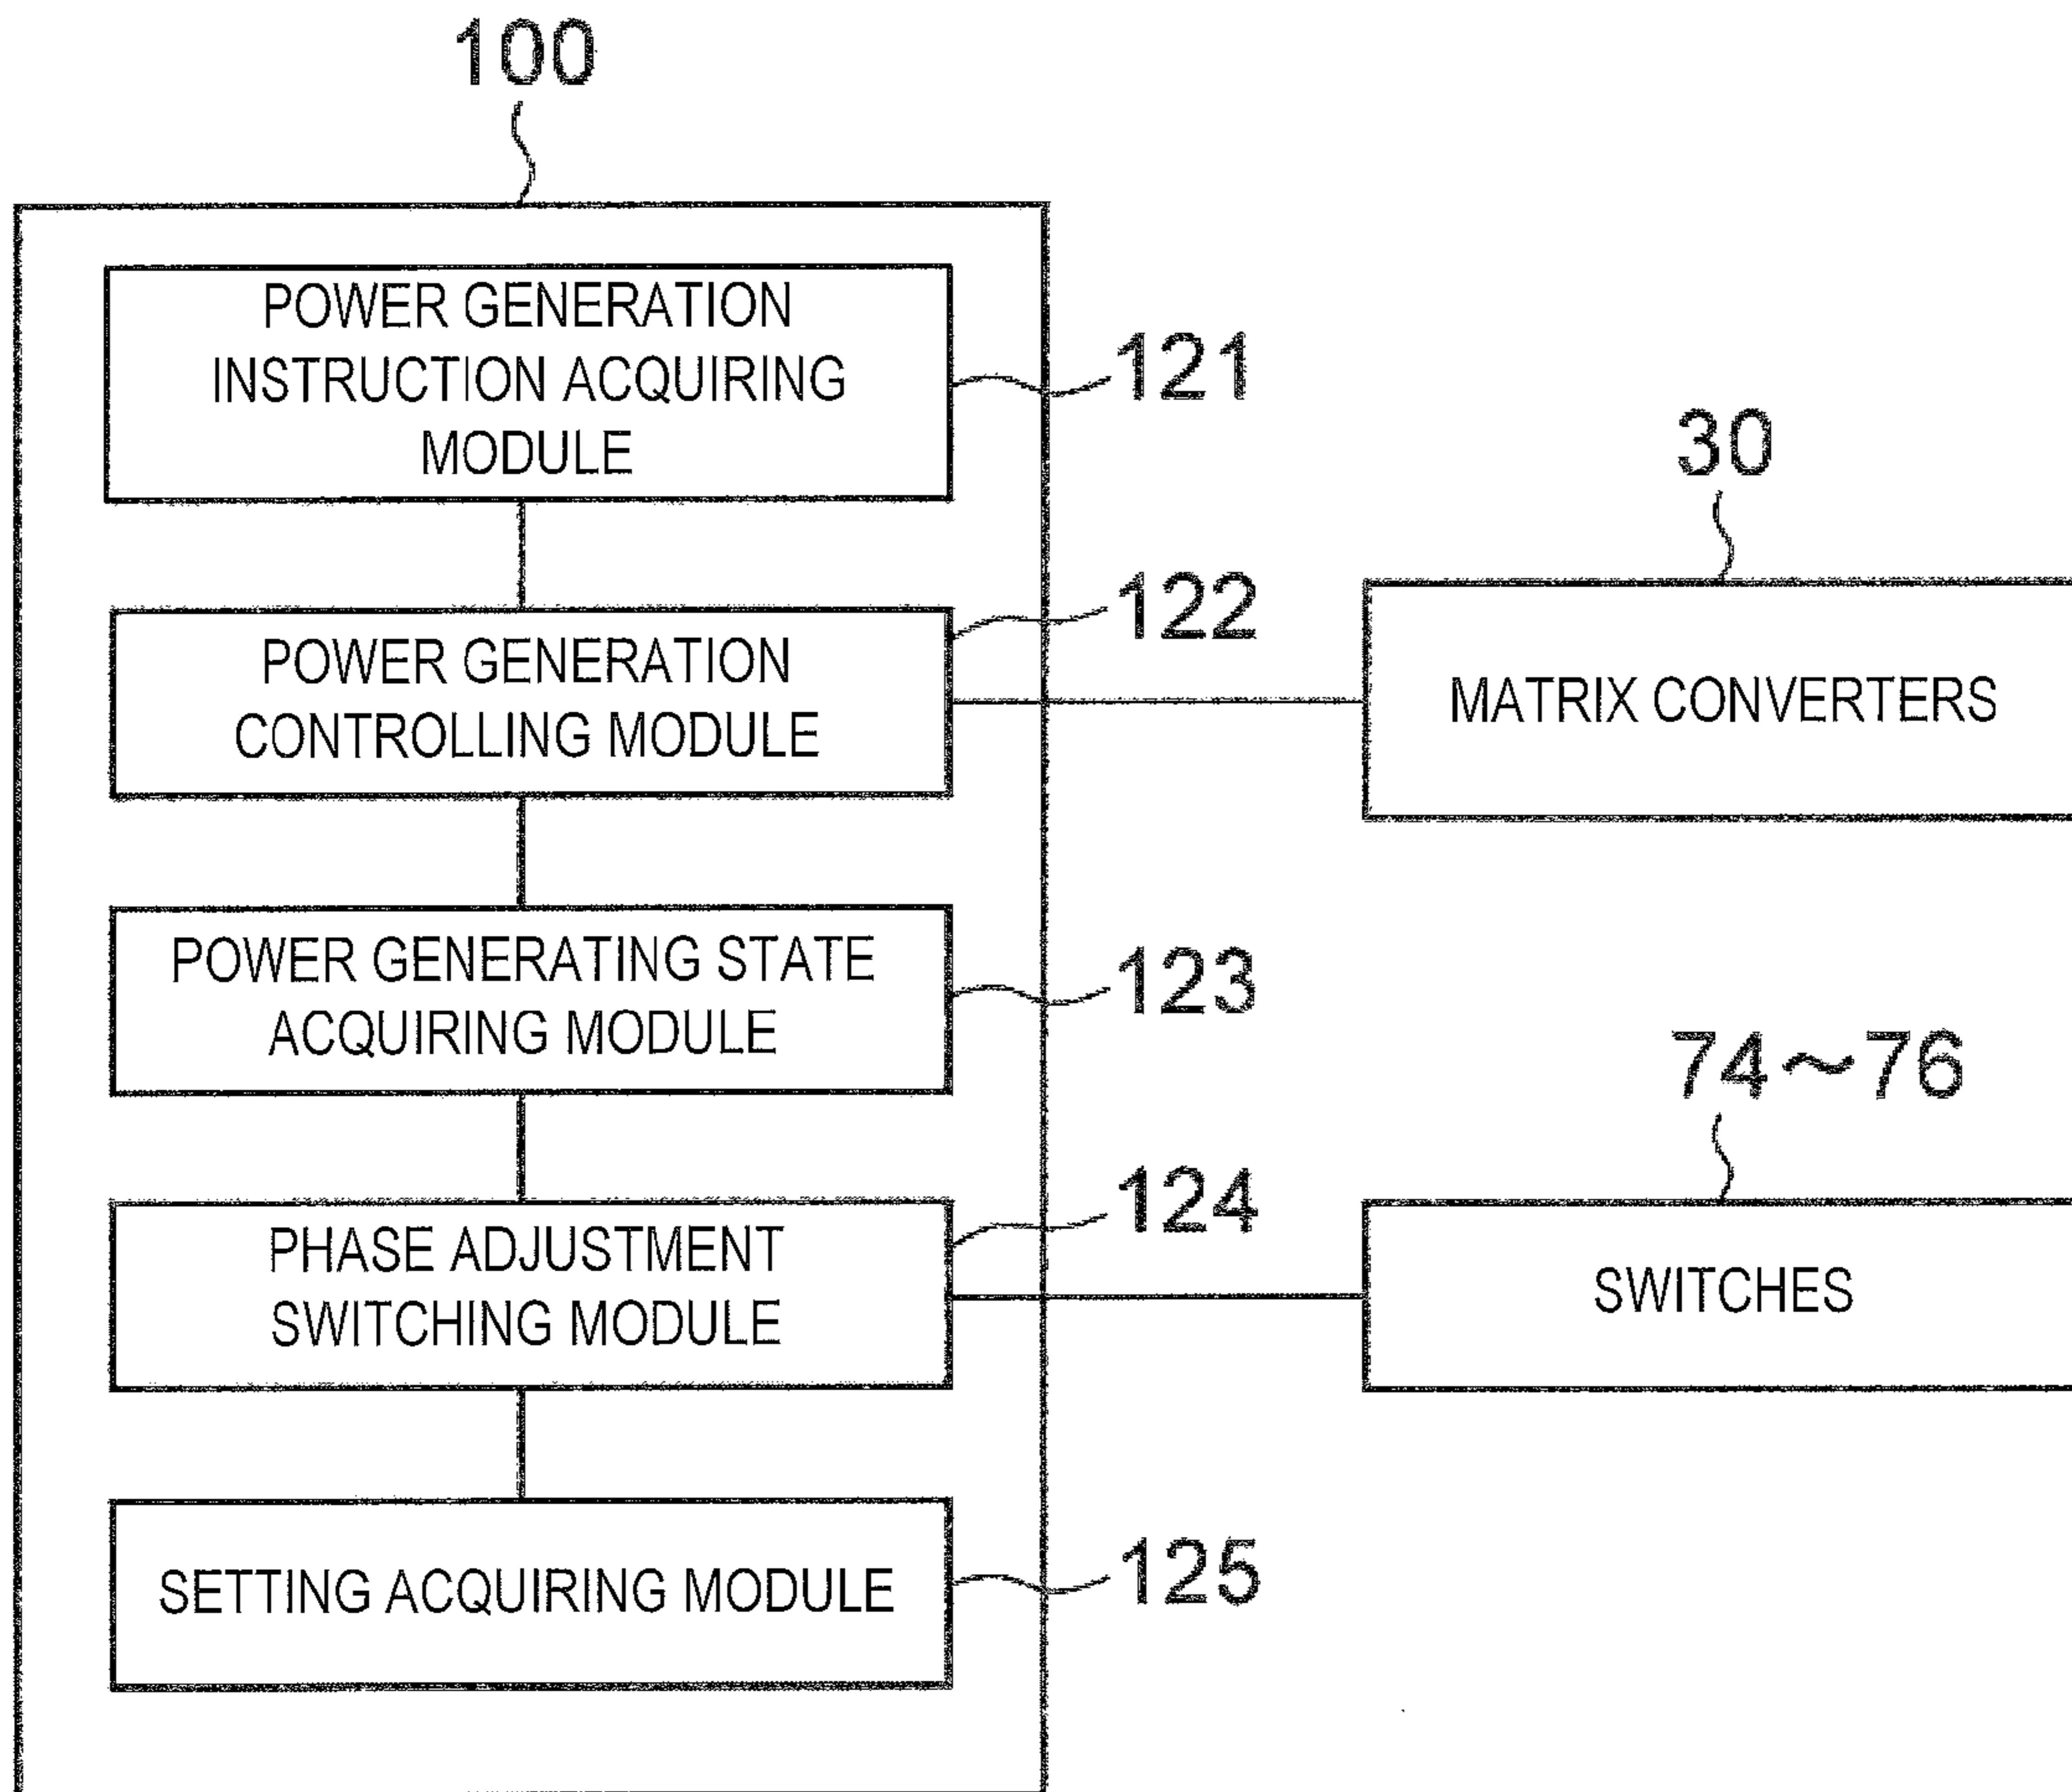 100
POWER GENERATION
INSTRUCTION ACQUIRING
MODULE
121
30
POWER GENERATION
CONTROLLING MODULE
122
MATRIX CONVERTERS
POWER GENERATING STATE
ACQUIRING MODULE
123
74～76
PHASE ADJUSTMENT
SWITCHING MODULE
124
SWITCHES
SETTING ACQUIRING MODULE
125